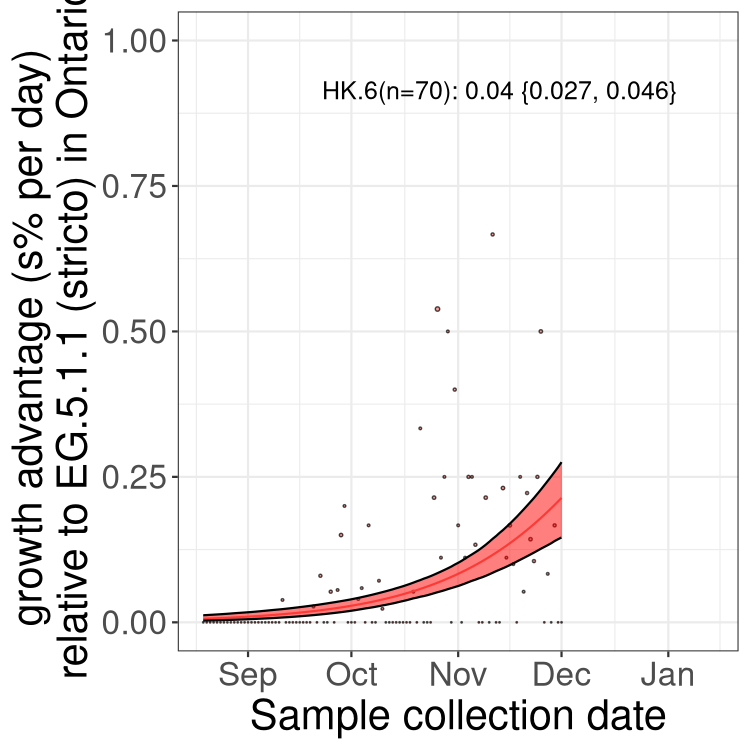 growth advantage (s% per day)
relative to EG.5.1.1 (stricto) in Ontario
1.00
0.75
0.50
0.25
0.00
HK.6(n=70): 0.04 {0.027, 0.046}
Sep Oct Nov Dec Jan
Sample collection date